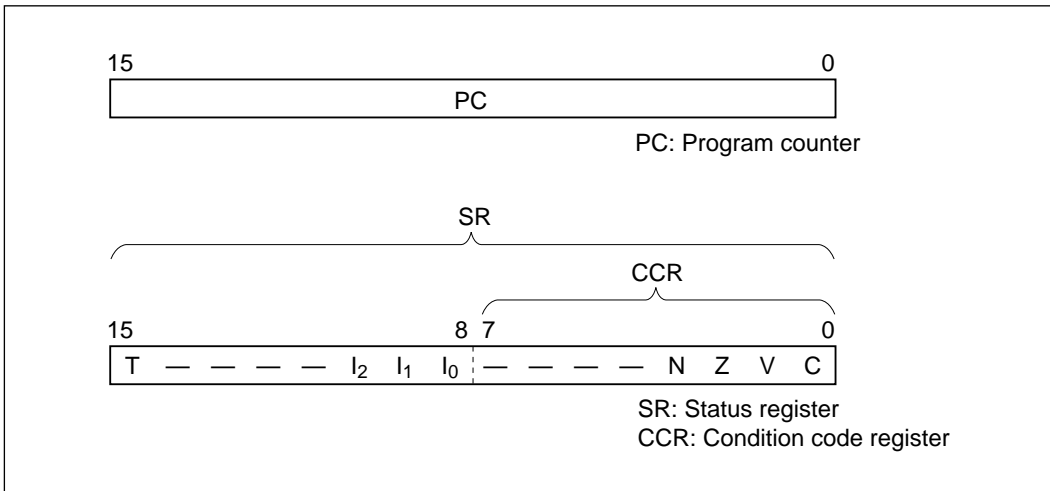 15 0
PC
PC: Program counter
SR
CCR
15 8 7 0
T — — — — I₂ I₁ I₀ — — — — N Z V C
SR: Status register
CCR: Condition code register